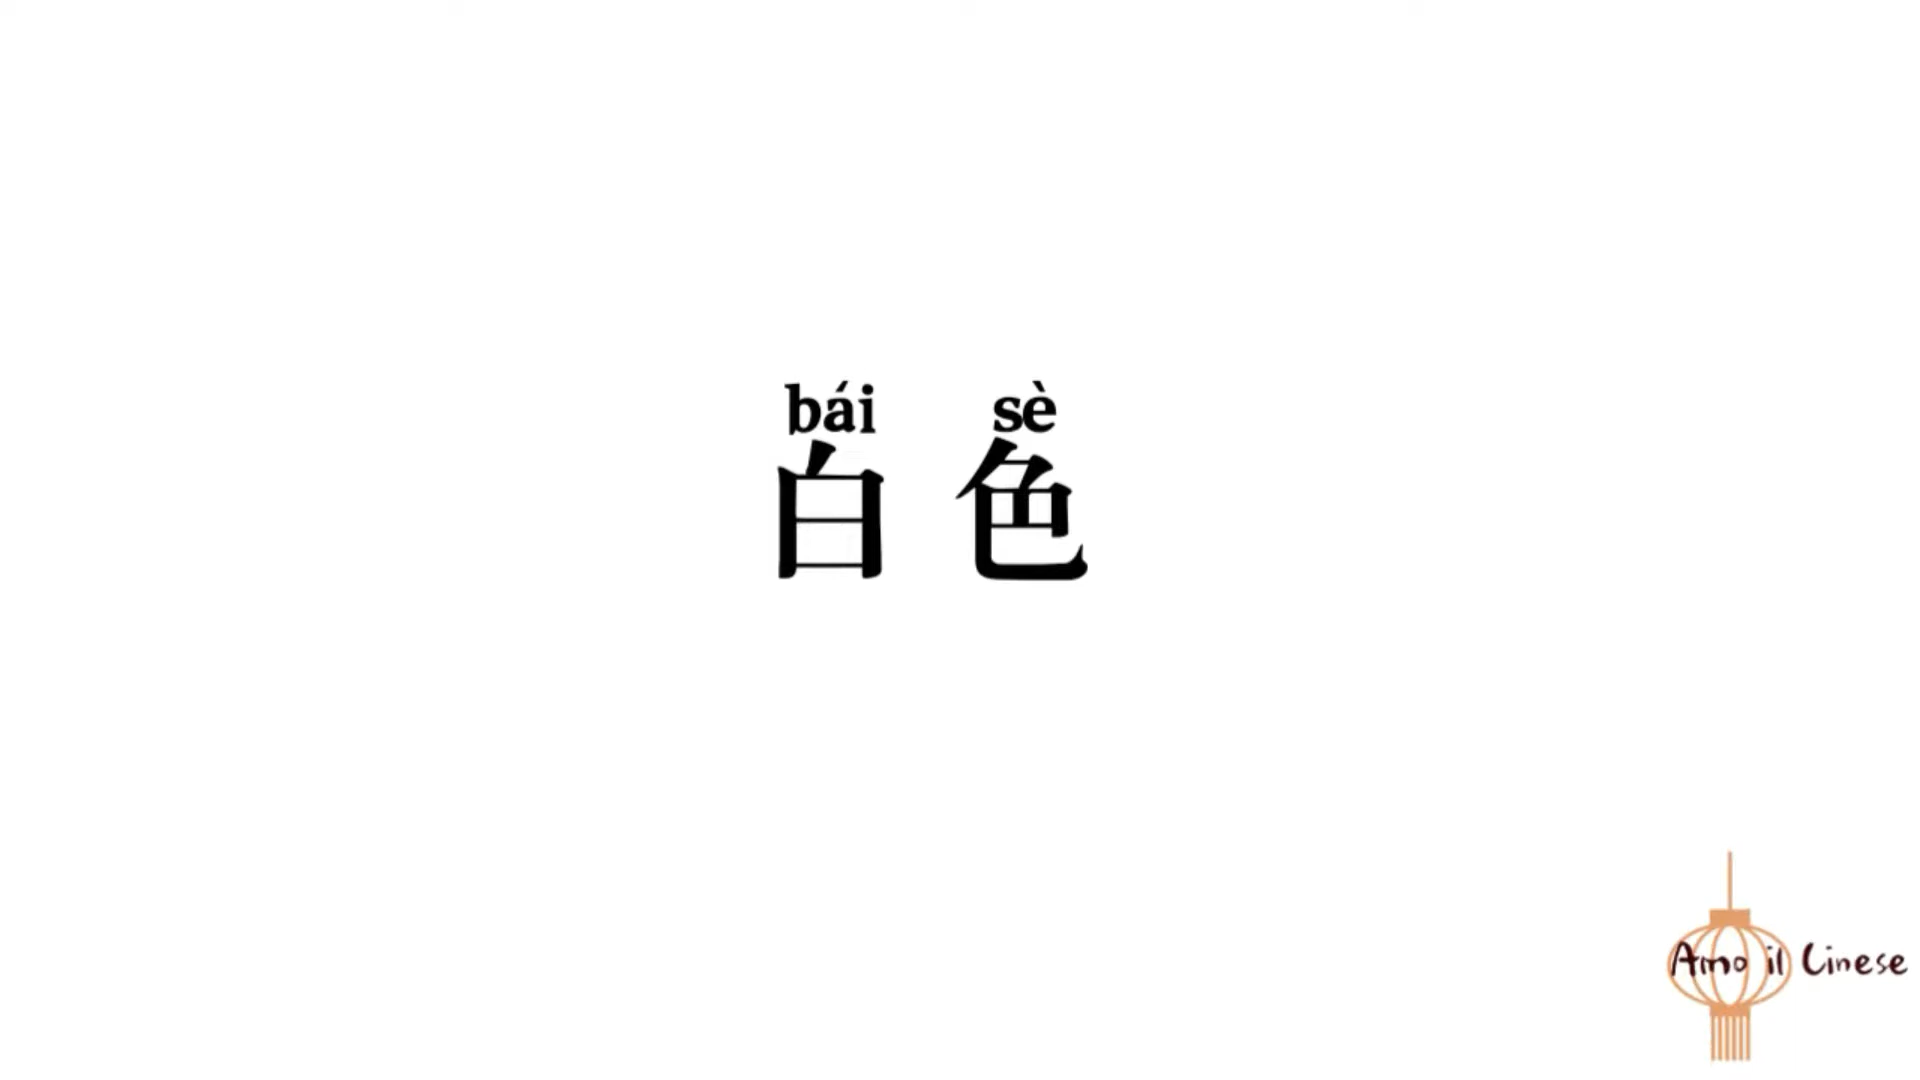 bái sè
白色
Amo il Cinese